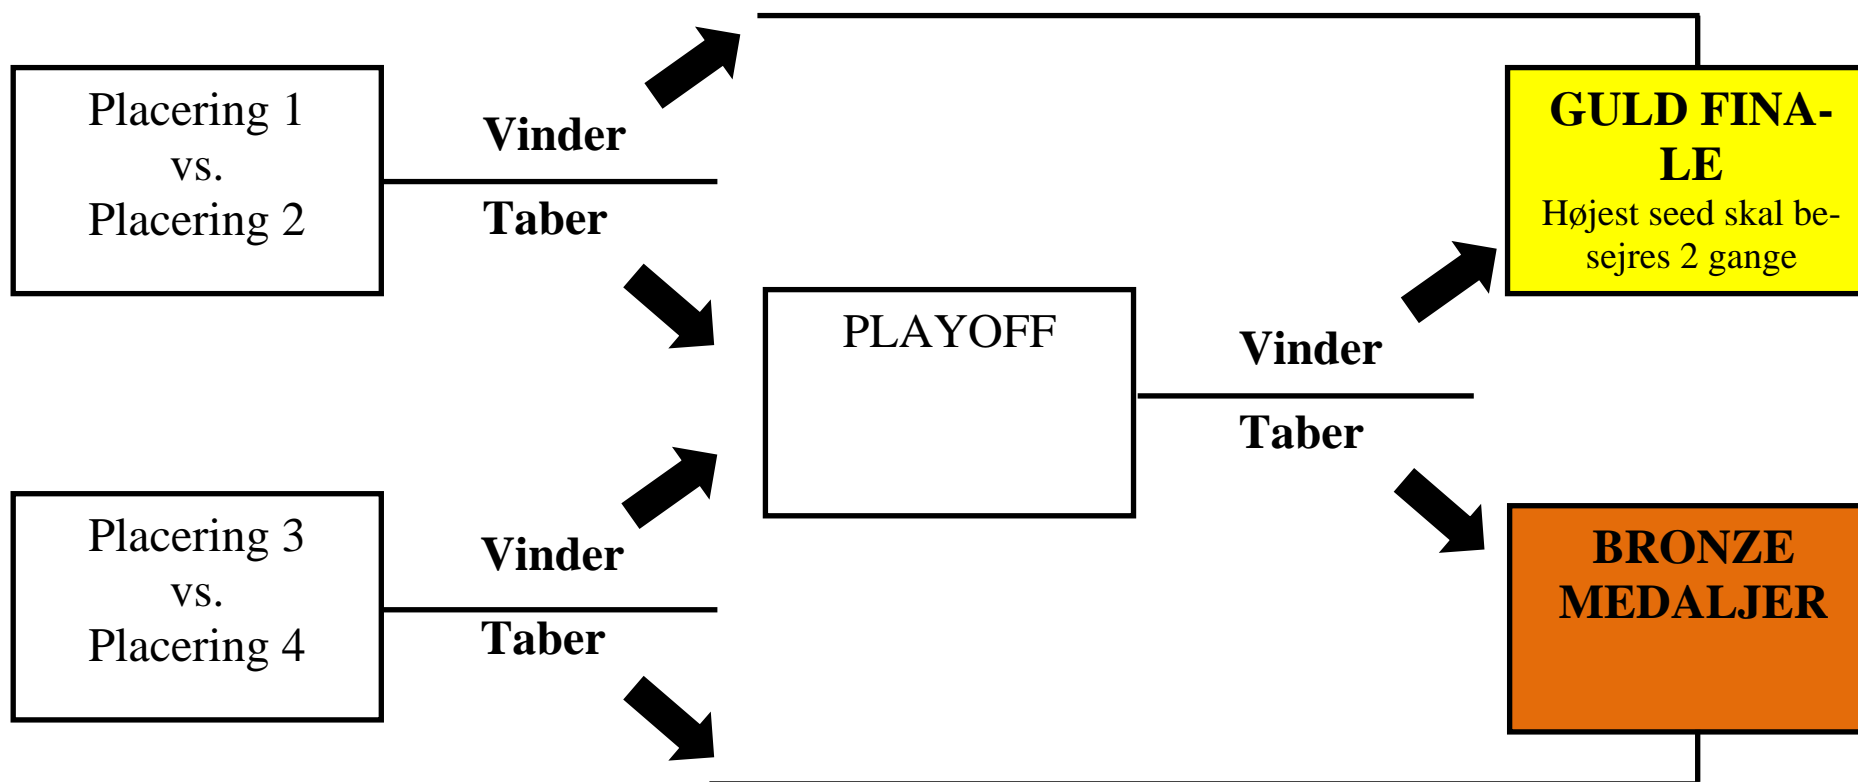 Placering 1
vs.
Placering 2
Vinder
Taber
GULD FINA-
LE
Højest seed skal be-
sejres 2 gange
PLAYOFF
Vinder
Taber
Placering 3
vs.
Placering 4
Vinder
Taber
BRONZE
MEDALJER